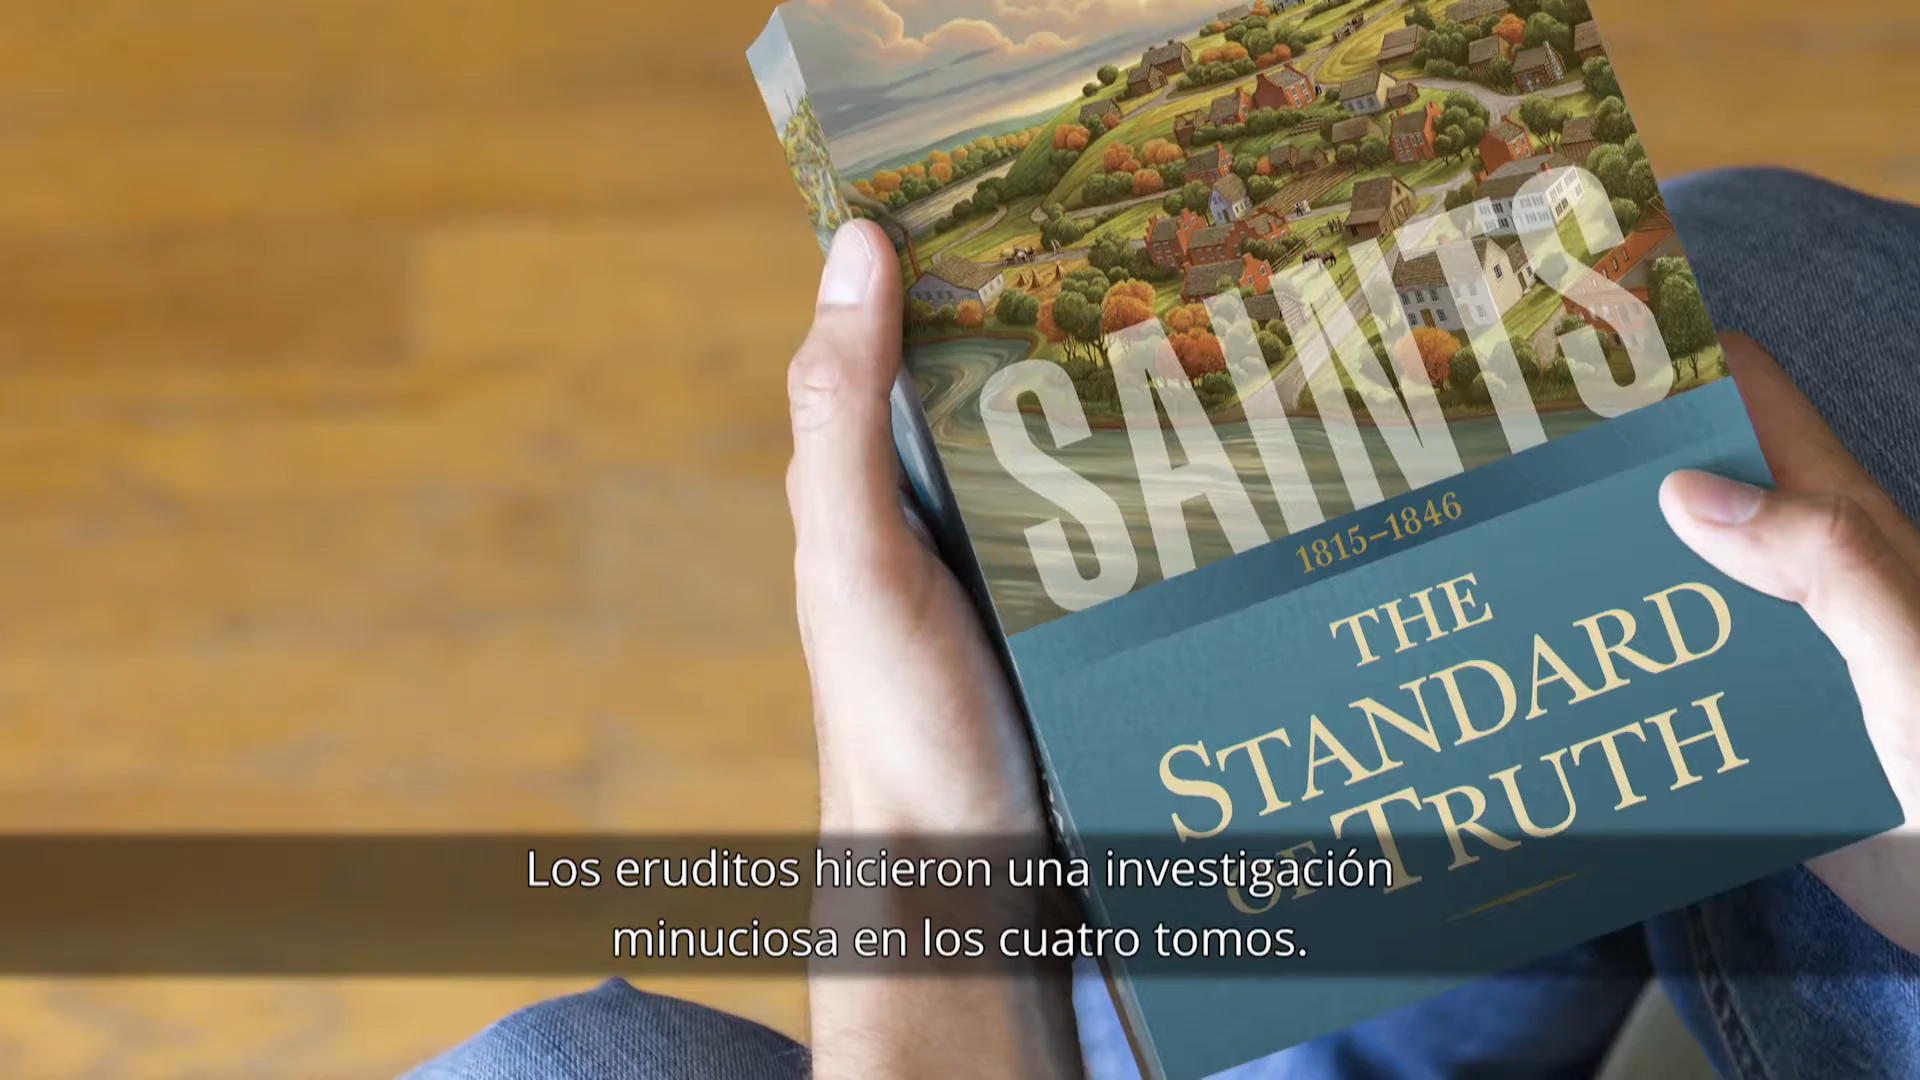 SAINTS
1815–1846
THE
STANDARD
OF TRUTH
Los eruditos hicieron una investigación
minuciosa en los cuatro tomos.